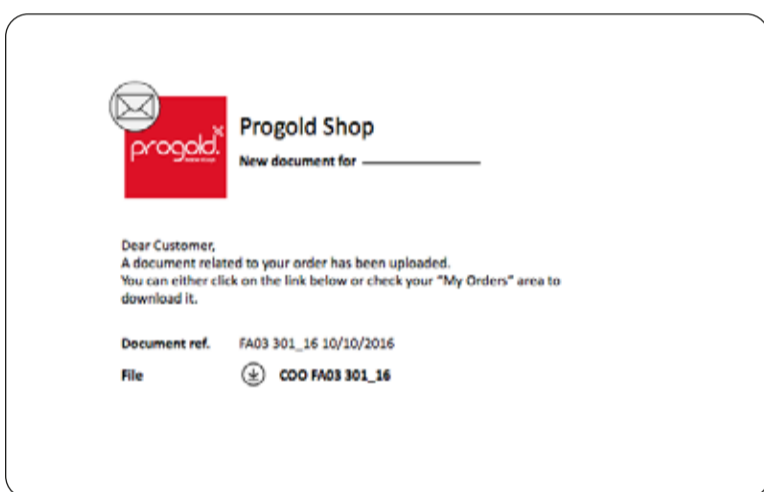 progold.
Progold Shop
New document for
Dear Customer,
A document related to your order has been uploaded.
You can either click on the link below or check your "My Orders" area to
download it.
Document ref. FA03 301_16 10/10/2016
File COO FA03 301_16